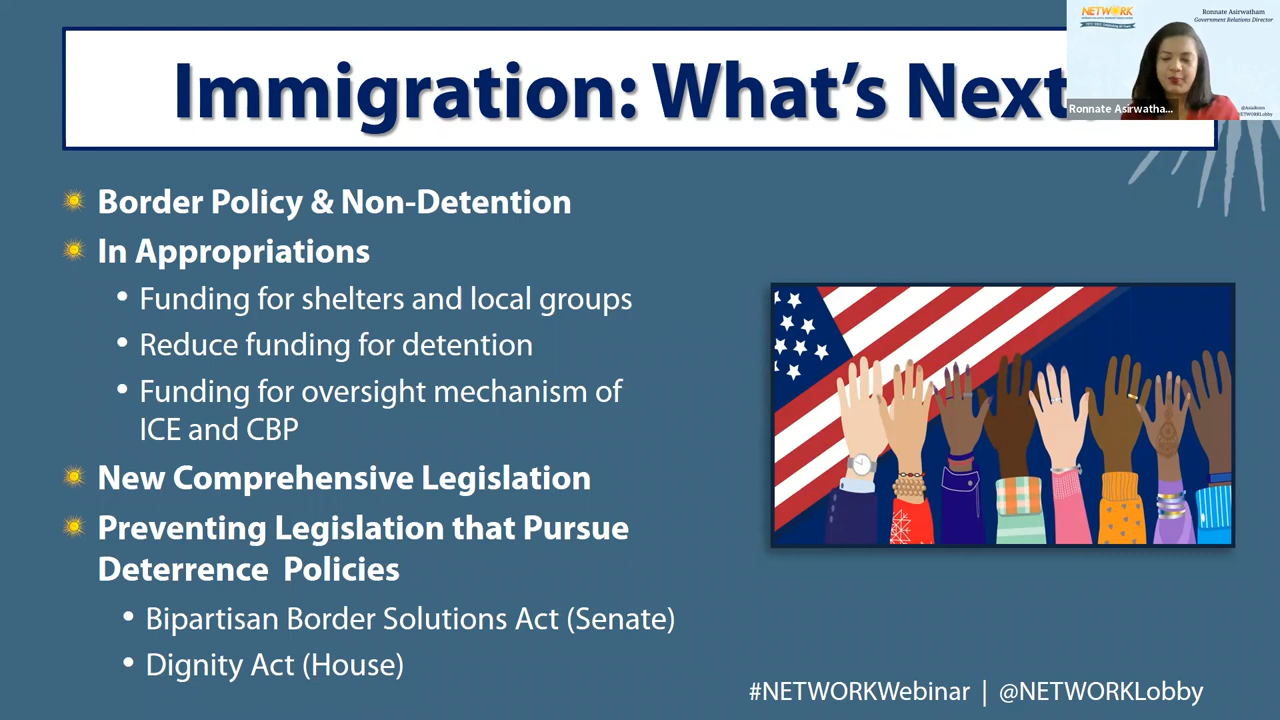 Immigration: What's Next
NETWORK
Ronnate Asirwatham
Government Relations Director
Ronnate Asirwatha...
@AsiaRonn
NETWORKLobby
Border Policy & Non-Detention
In Appropriations
Funding for shelters and local groups
Reduce funding for detention
Funding for oversight mechanism of
ICE and CBP
New Comprehensive Legislation
Preventing Legislation that Pursue
Deterrence Policies
Bipartisan Border Solutions Act (Senate)
Dignity Act (House)
#NETWORKWebinar | @NETWORKLobby